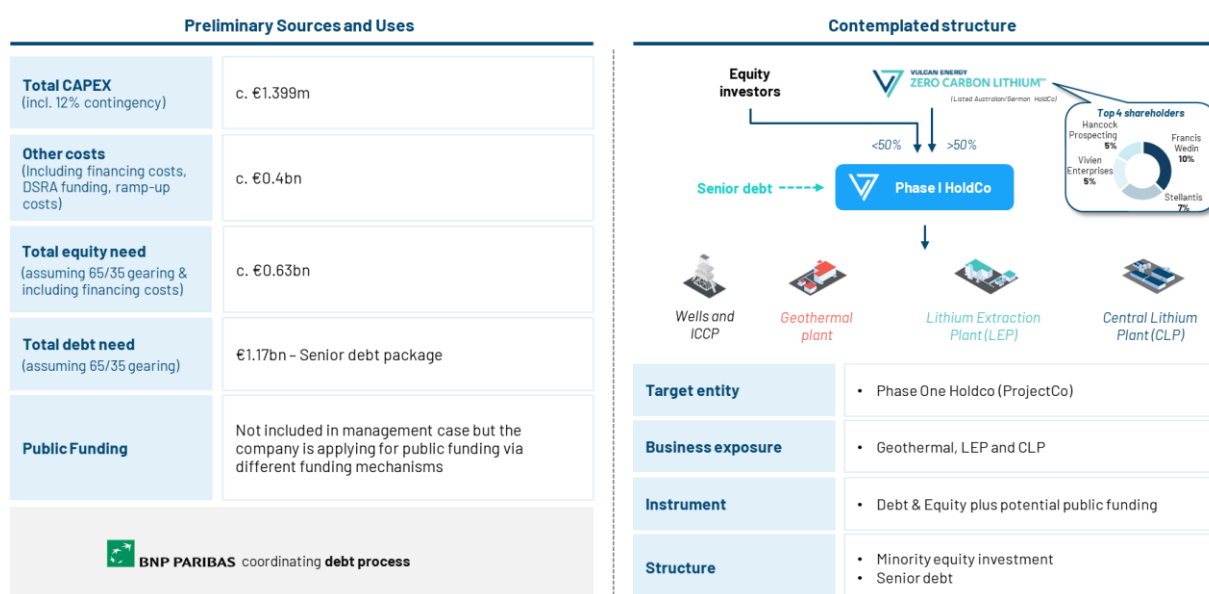 Preliminary Sources and Uses
Total CAPEX
(incl. 12% contingency)
c. €1.399m
Other costs
(Including financing costs,
DSRA funding, ramp-up
costs)
c. €0.4bn
Total equity need
(assuming 65/35 gearing &
including financing costs)
c. €0.63bn
Total debt need
(assuming 65/35 gearing)
€1.17bn – Senior debt package
Public Funding
Not included in management case but the
company is applying for public funding via
different funding mechanisms
BNP PARIBAS coordinating debt process
Contemplated structure
Equity
investors
VULCAN ENERGY
ZERO CARBON LITHIUM™
(Listed Australian/German HoldCo)
Top 4 shareholders
Hancock
Prospecting
5%
Francis
Wedin
10%
Vivien
Enterprises
5%
Stellantis
7%
<50%
>50%
Senior debt
Phase I HoldCo
Wells and
ICCP
Geothermal
plant
Lithium Extraction
Plant (LEP)
Central Lithium
Plant (CLP)
Target entity
• Phase One Holdco (ProjectCo)
Business exposure
• Geothermal, LEP and CLP
Instrument
• Debt & Equity plus potential public funding
Structure
• Minority equity investment
• Senior debt